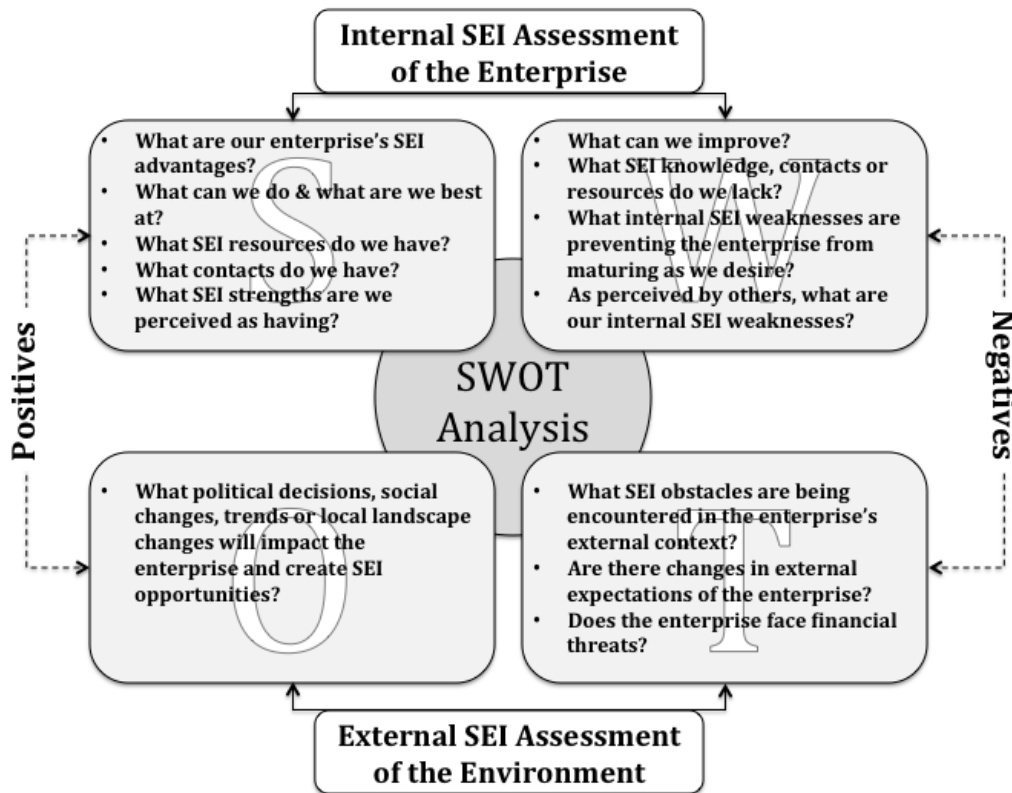 Internal SEI Assessment
of the Enterprise
• What are our enterprise’s SEI
advantages?
• What can we do & what are we best
at?
• What SEI resources do we have?
• What contacts do we have?
• What SEI strengths are we
perceived as having?
S
• What can we improve?
• What SEI knowledge, contacts or
resources do we lack?
• What internal SEI weaknesses are
preventing the enterprise from
maturing as we desire?
• As perceived by others, what are
our internal SEI weaknesses?
W
Positives
SWOT
Analysis
Negatives
• What political decisions, social
changes, trends or local landscape
changes will impact the
enterprise and create SEI
opportunities?
O
• What SEI obstacles are being
encountered in the enterprise’s
external context?
• Are there changes in external
expectations of the enterprise?
• Does the enterprise face financial
threats?
T
External SEI Assessment
of the Environment